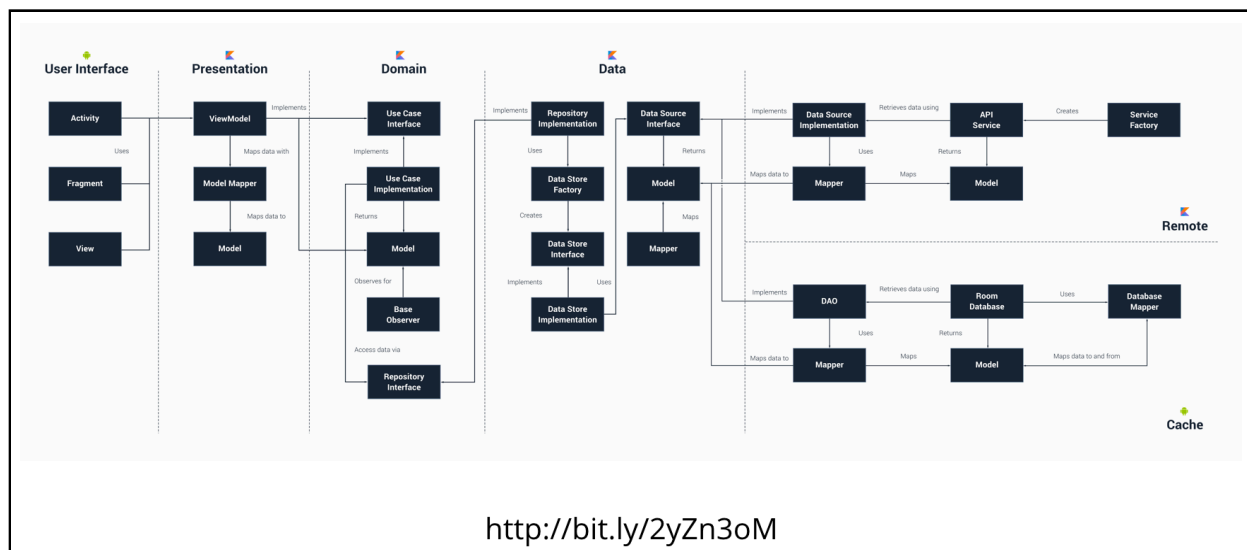 User Interface
Activity
Uses
Fragment
View
Presentation
ViewModel
Implements
Maps data with
Model Mapper
Maps data to
Model
Domain
Use Case
Interface
Implements
Use Case
Implementation
Returns
Model
Observes for
Base
Observer
Access data via
Repository
Interface
Data
Implements
Repository
Implementation
Uses
Data Store
Factory
Creates
Data Store
Interface
Implements
Uses
Data Store
Implementation
Data Source
Interface
Returns
Model
Maps
Mapper
Implements
Data Source
Implementation
Retrieves data using
API
Service
Creates
Service
Factory
Uses
Returns
Maps data to
Mapper
Maps
Model
Remote
Implements
DAO
Retrieves data using
Room
Database
Uses
Database
Mapper
Uses
Returns
Maps data to
Mapper
Maps
Model
Maps data to and from
Cache
http://bit.ly/2yZn3oM